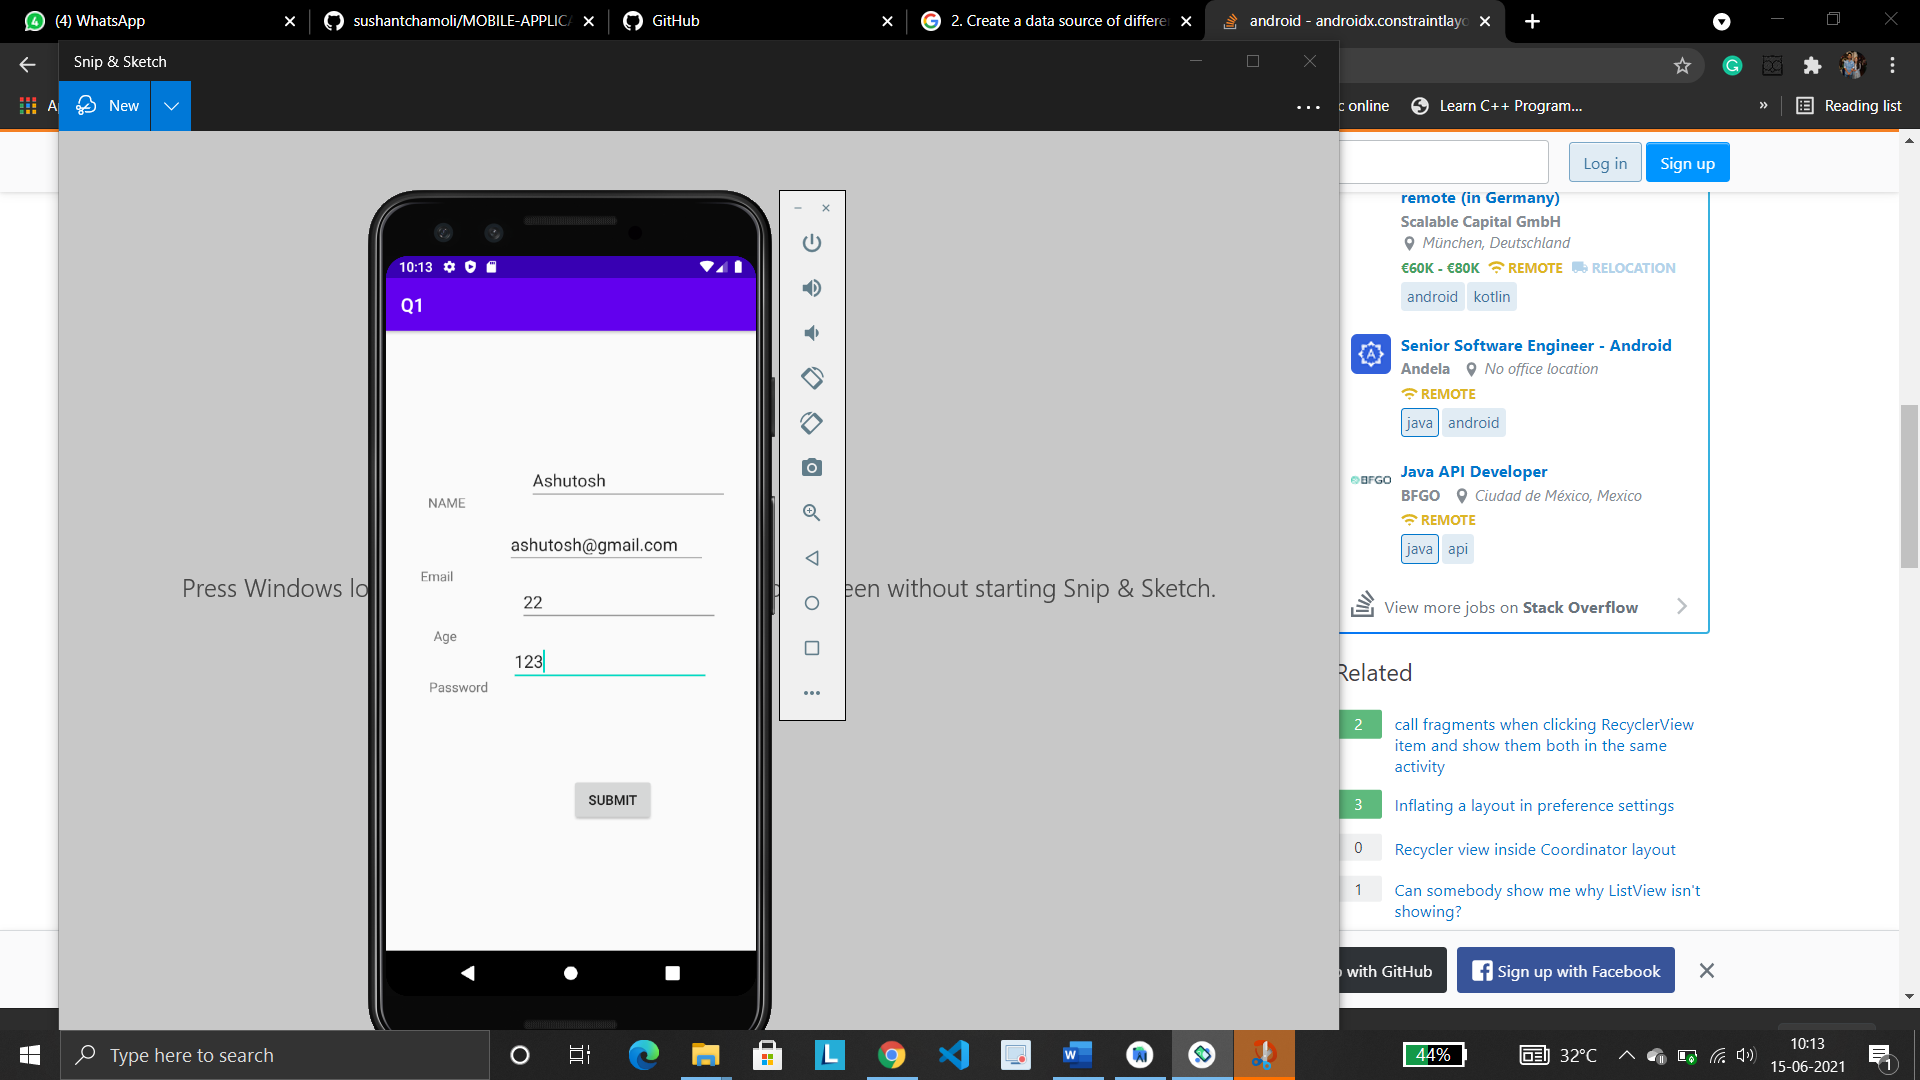 (4) WhatsApp
sushantchamoli/MOBILE-APPLICA
GitHub
2. Create a data source of differe
android - androidx.constraintlayo
Snip & Sketch
New
c online
Learn C++ Program...
»
Reading list
Log in
Sign up
remote (in Germany)
Scalable Capital GmbH
München, Deutschland
€60K - €80K REMOTE RELOCATION
android kotlin
Senior Software Engineer - Android
Andela No office location
REMOTE
java android
Java API Developer
BFGO
BFGO Ciudad de México, Mexico
REMOTE
java api
View more jobs on Stack Overflow
Related
2 call fragments when clicking RecyclerView
item and show them both in the same
activity
3 Inflating a layout in preference settings
0 Recycler view inside Coordinator layout
1 Can somebody show me why ListView isn't
showing?
with GitHub
Sign up with Facebook
Press Windows lo
een without starting Snip & Sketch.
10:13
Q1
Ashutosh
NAME
ashutosh@gmail.com
Email
22
Age
123
Password
SUBMIT
Type here to search
44%
32°C
10:13
15-06-2021
1